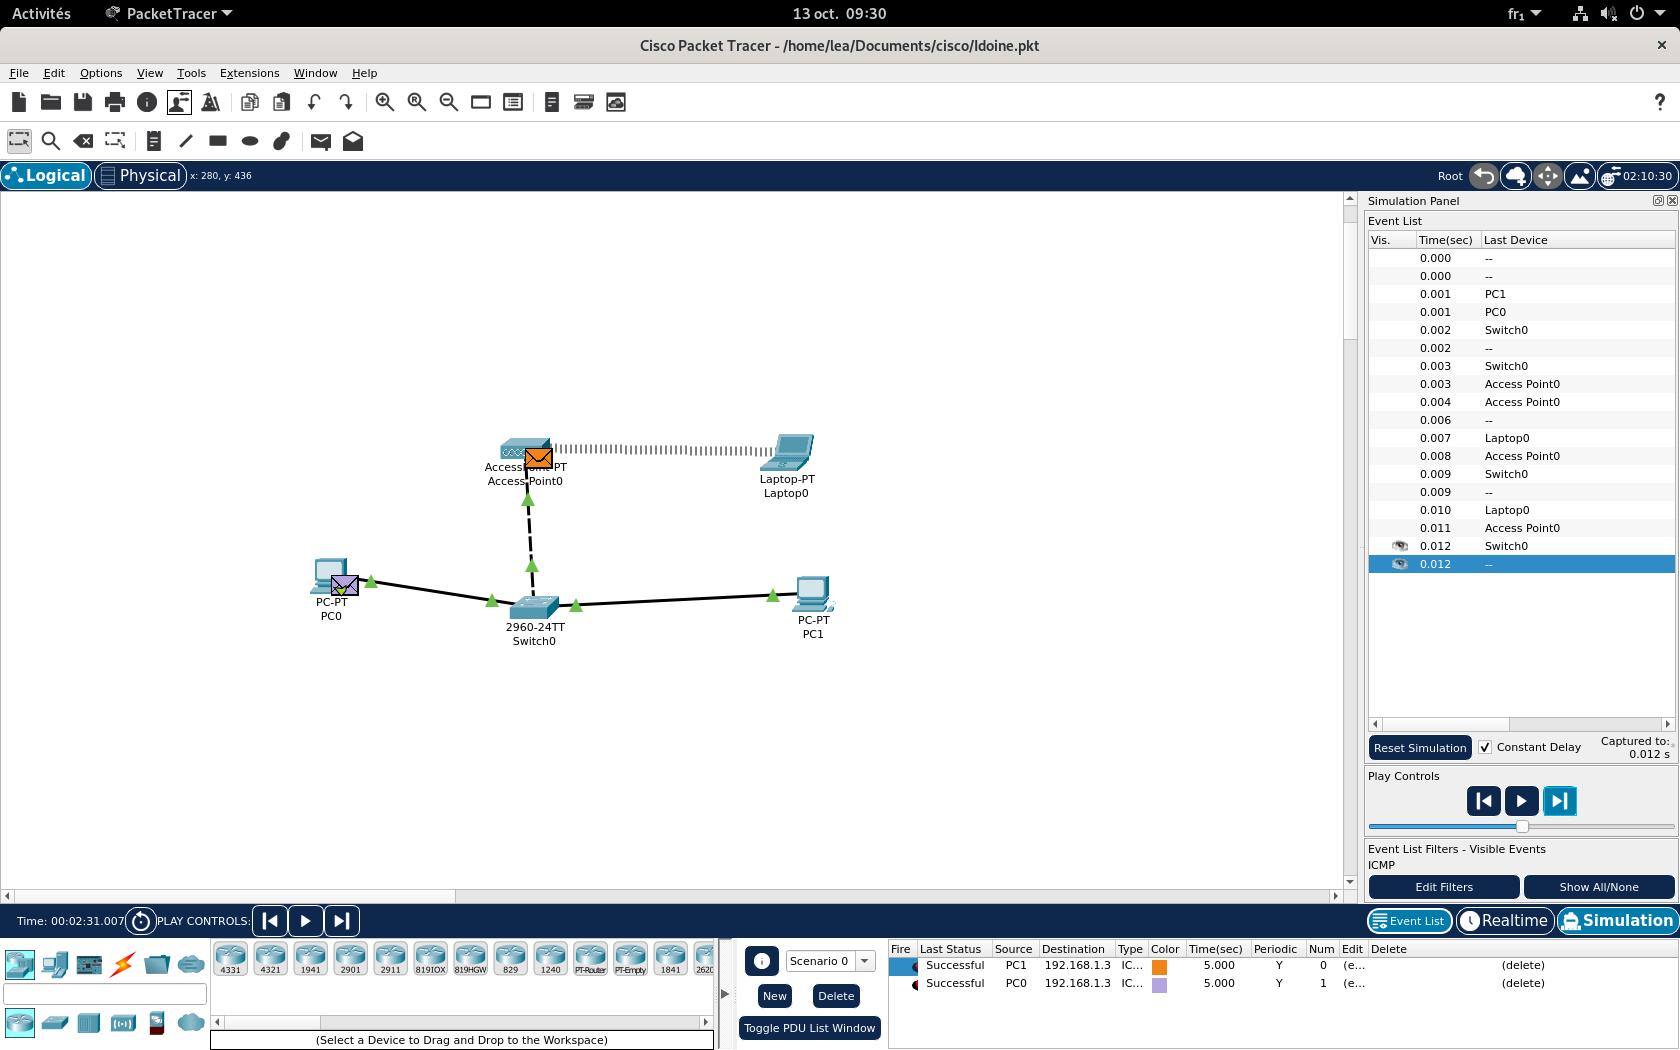 Activités PacketTracer 13 oct. 09:30 fr₁
Cisco Packet Tracer - /home/lea/Documents/cisco/Idoine.pkt
File Edit Options View Tools Extensions Window Help
Logical Physical x: 280, y: 436 Root 02:10:30
Simulation Panel
Event List
Vis. Time(sec) Last Device
0.000 --
0.000 --
0.001 PC1
0.001 PC0
0.002 Switch0
0.002 --
0.003 Switch0
0.003 Access Point0
0.004 Access Point0
0.006 --
0.007 Laptop0
0.008 Access Point0
0.009 Switch0
0.009 --
0.010 Laptop0
0.011 Access Point0
0.012 Switch0
0.012 --
AccessPoint-PT
Access Point0
Laptop-PT
Laptop0
PC-PT
PC0
2960-24TT
Switch0
PC-PT
PC1
Reset Simulation Constant Delay Captured to:
0.012 s
Play Controls
Event List Filters - Visible Events
ICMP
Edit Filters Show All/None
Time: 00:02:31.007 PLAY CONTROLS: Event List Realtime Simulation
4331 4321 1941 2901 2911 819IOX 819HGW 829 1240 PT-Router PT-Empty 1841 2620
(Select a Device to Drag and Drop to the Workspace)
Scenario 0
New Delete
Toggle PDU List Window
Fire Last Status Source Destination Type Color Time(sec) Periodic Num Edit Delete
Successful PC1 192.168.1.3 IC... 5.000 Y 0 (e... (delete)
Successful PC0 192.168.1.3 IC... 5.000 Y 1 (e... (delete)